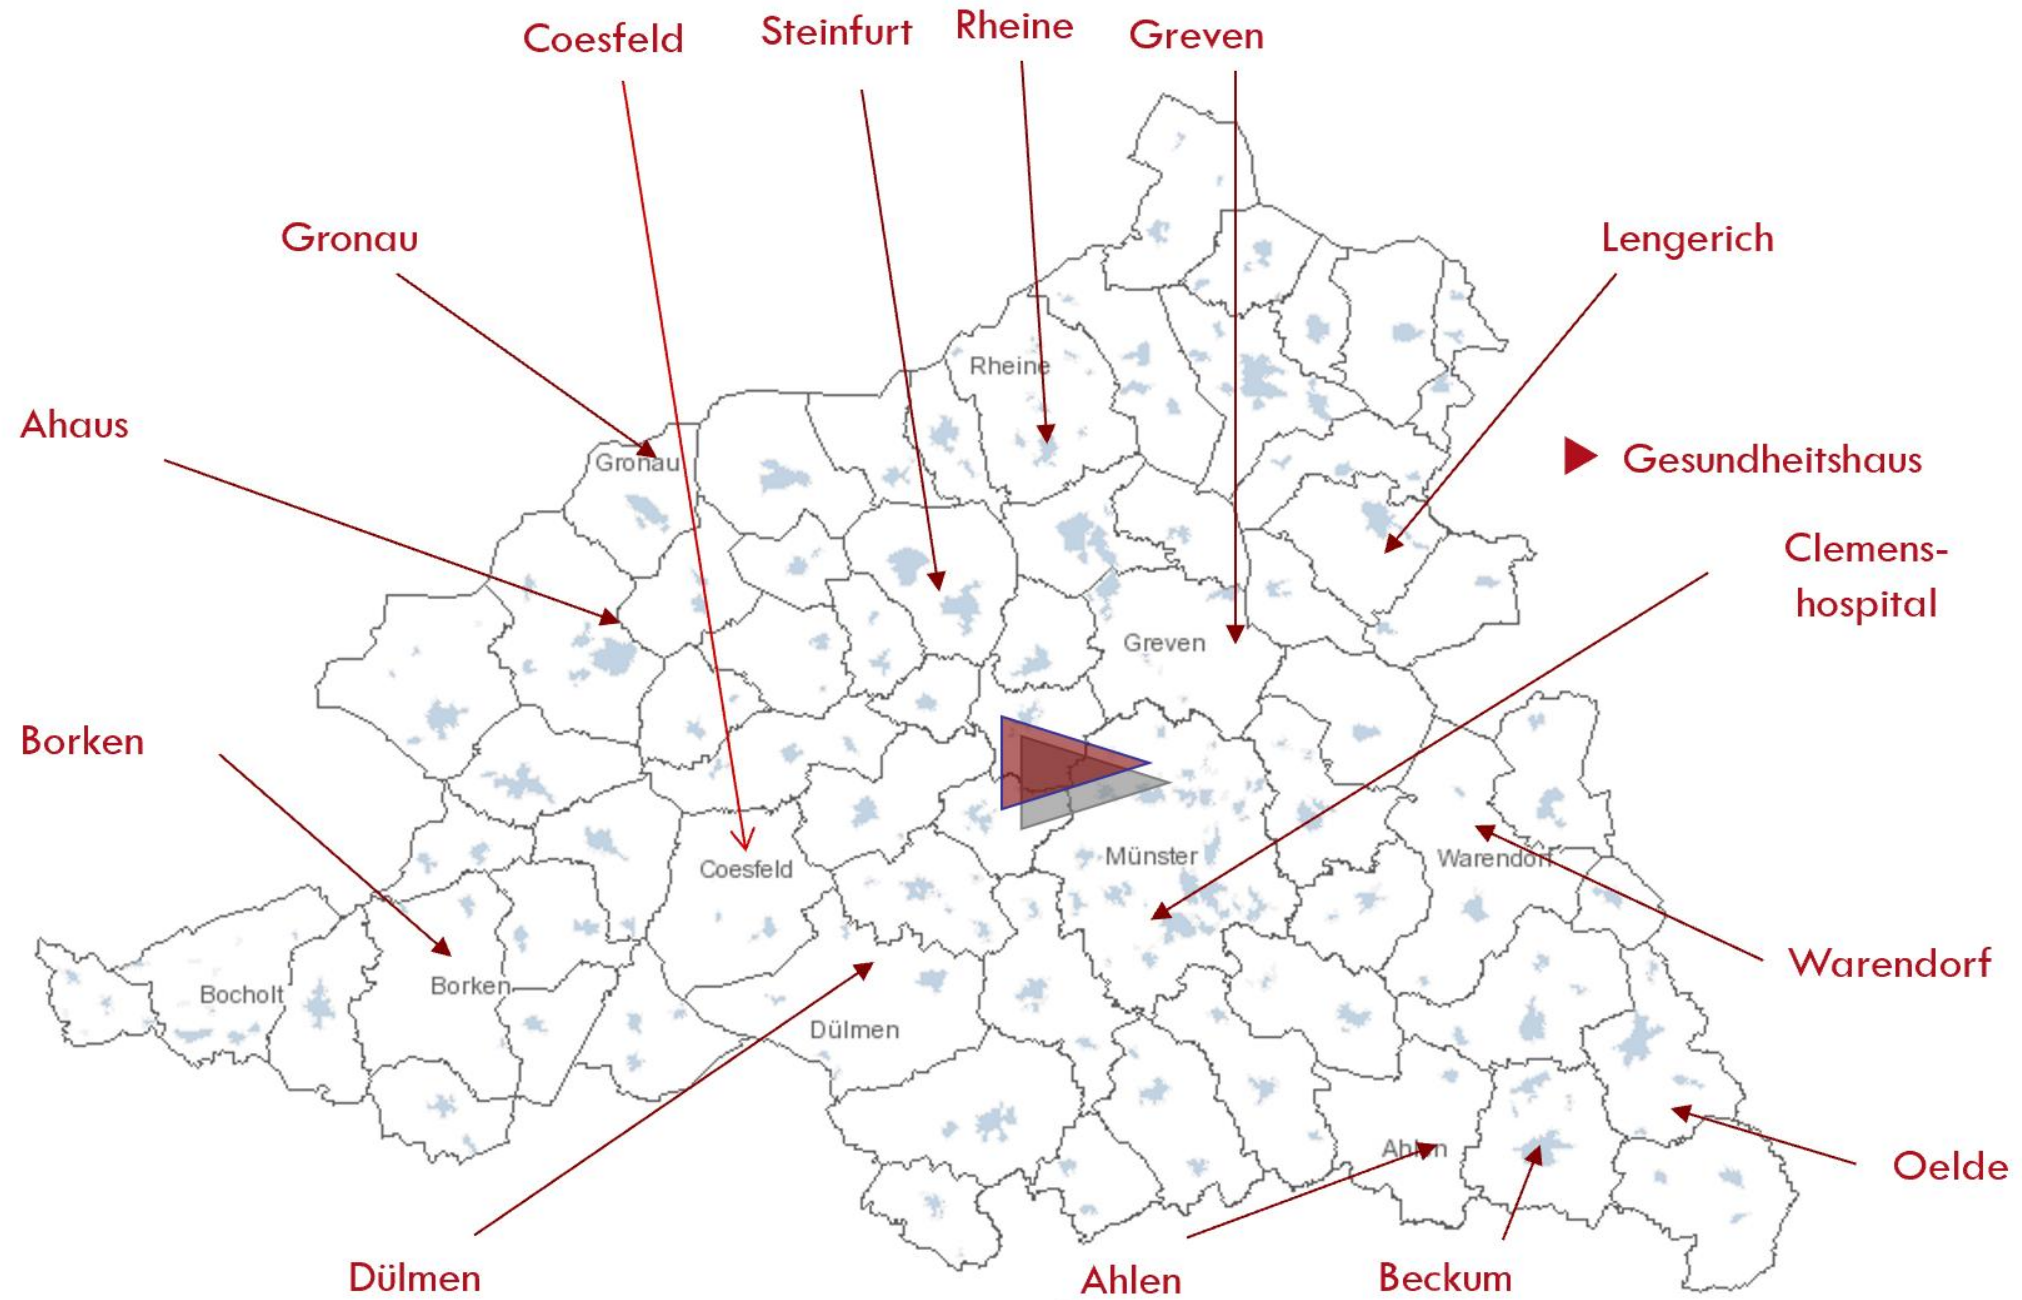 Coesfeld
Steinfurt
Rheine
Greven
Gronau
Lengerich
Rheine
Ahaus
Gronau
Gesundheitshaus
Clemens-
hospital
Greven
Borken
Münster
Warendorf
Coesfeld
Warendorf
Borken
Bocholt
Dülmen
Ahlen
Oelde
Dülmen
Ahlen
Beckum